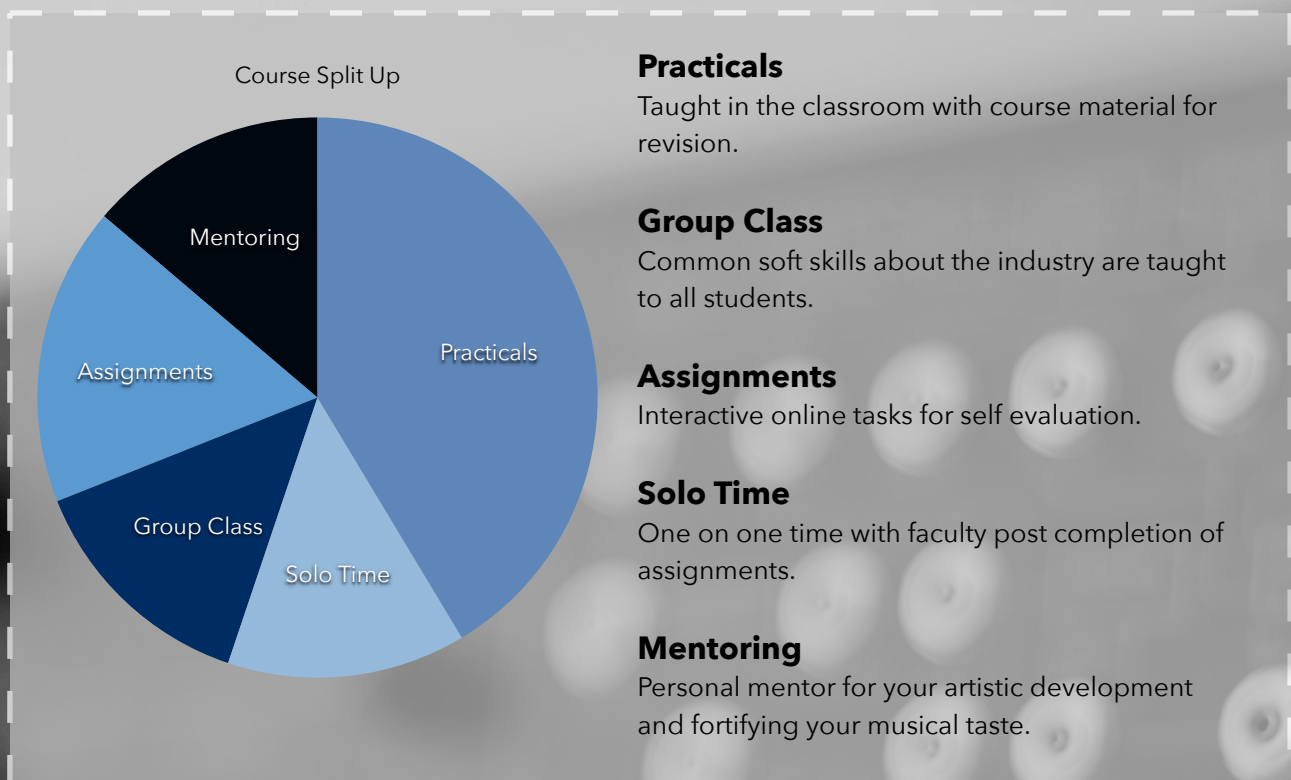 Course Split Up
Mentoring
Practicals
Assignments
Group Class
Solo Time
Practicals
Taught in the classroom with course material for
revision.
Group Class
Common soft skills about the industry are taught
to all students.
Assignments
Interactive online tasks for self evaluation.
Solo Time
One on one time with faculty post completion of
assignments.
Mentoring
Personal mentor for your artistic development
and fortifying your musical taste.